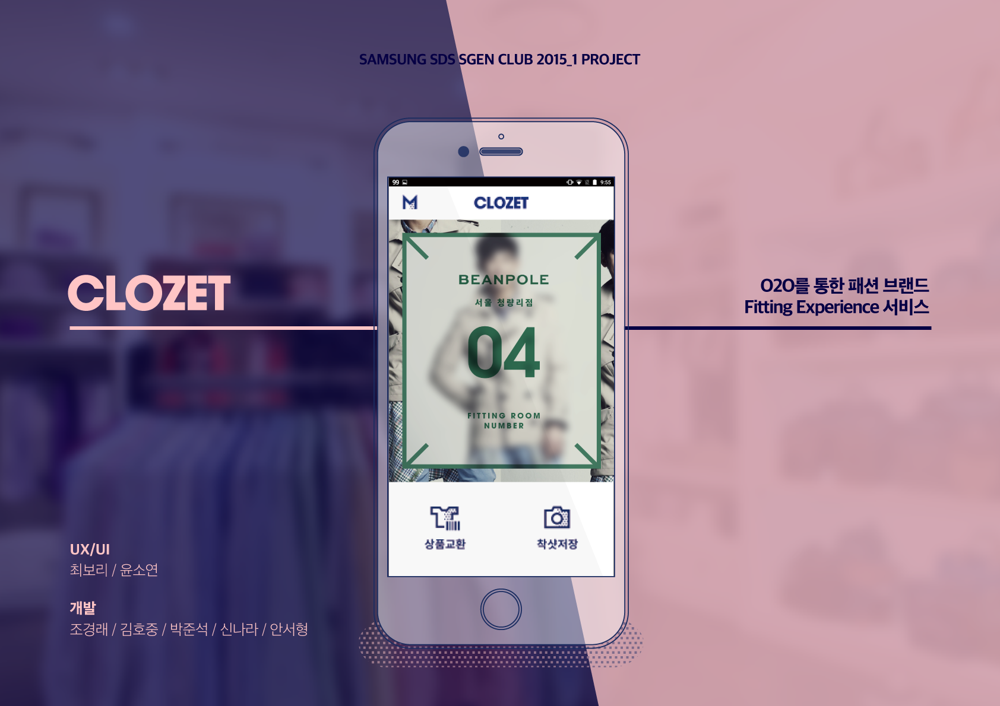 SAMSUNG SDS SGEN CLUB 2015_1 PROJECT
CLOZET
O2O를 통한 패션 브랜드
Fitting Experience 서비스
99
9:55
M
CLOZET
BEANPOLE
서울 청량리점
04
FITTING ROOM
NUMBER
상품교환
착샷저장
UX/UI
최보리 / 윤소연
개발
조경래 / 김호중 / 박준석 / 신나라 / 안서형